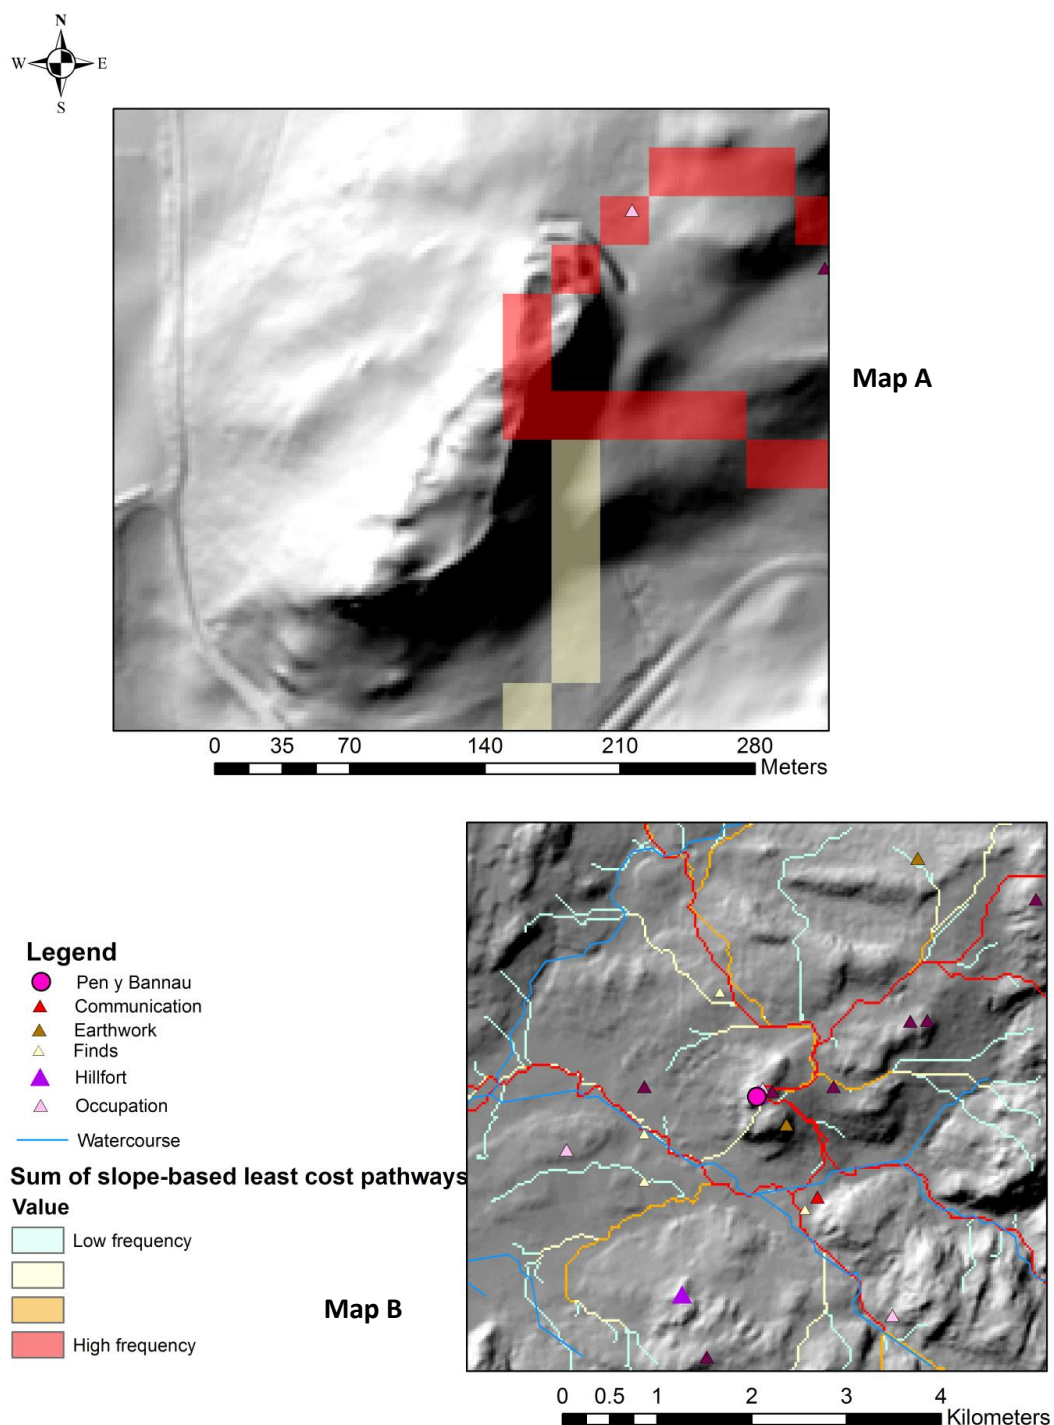 N
W E
S
Map A
0 35 70 140 210 280
Meters
Legend
Pen y Bannau
Communication
Earthwork
Finds
Hillfort
Occupation
Watercourse
Sum of slope-based least cost pathways
Value
Low frequency
High frequency
Map B
0 0.5 1 2 3 4
Kilometers